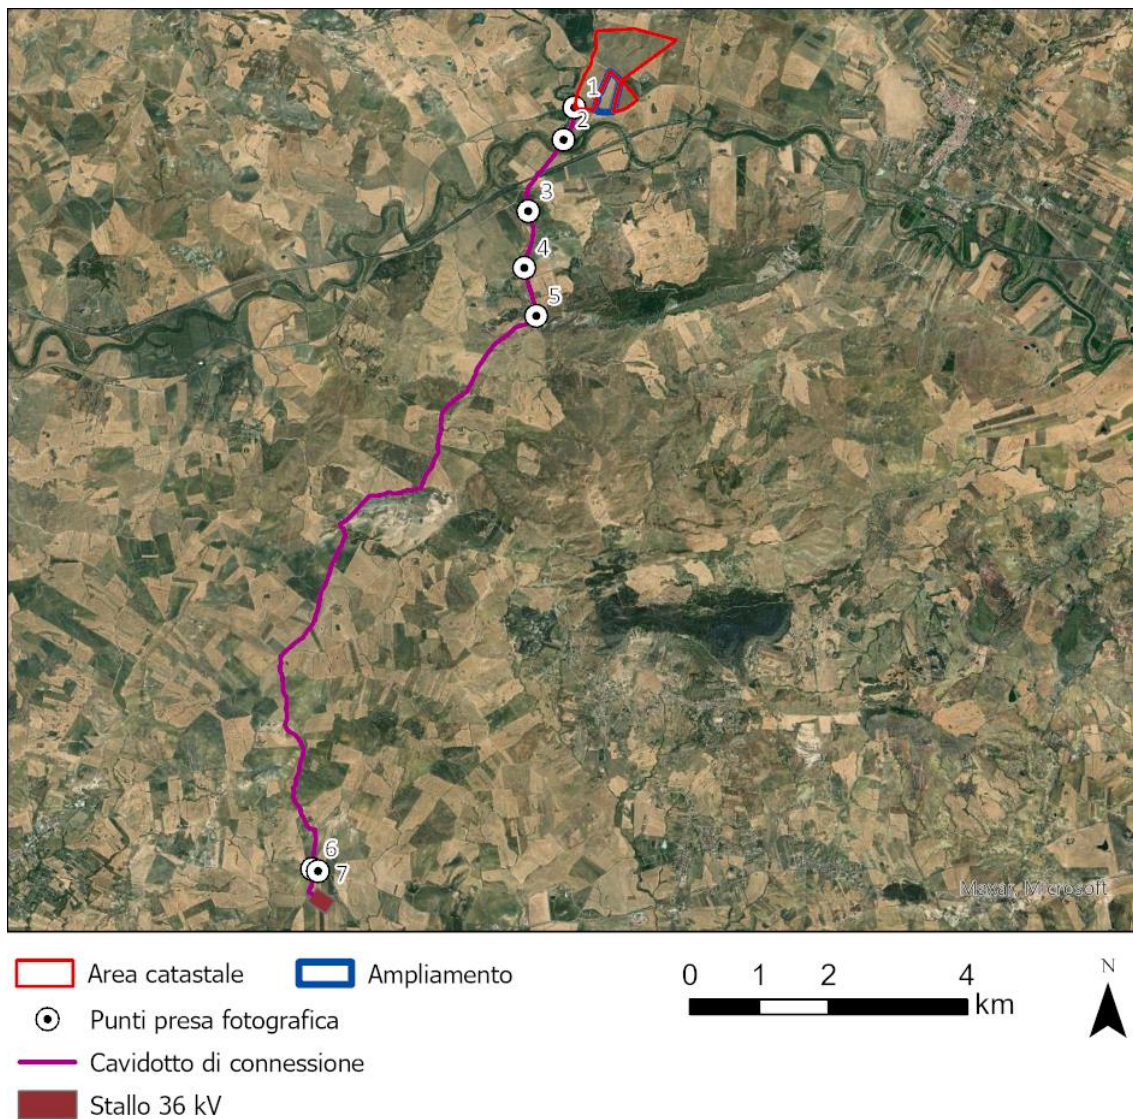 1
2
3
4
5
6
7
Maxar, Microsoft
Area catastale
Ampliamento
Punti presa fotografica
Cavidotto di connessione
Stallo 36 kV
0 1 2 4
km
N